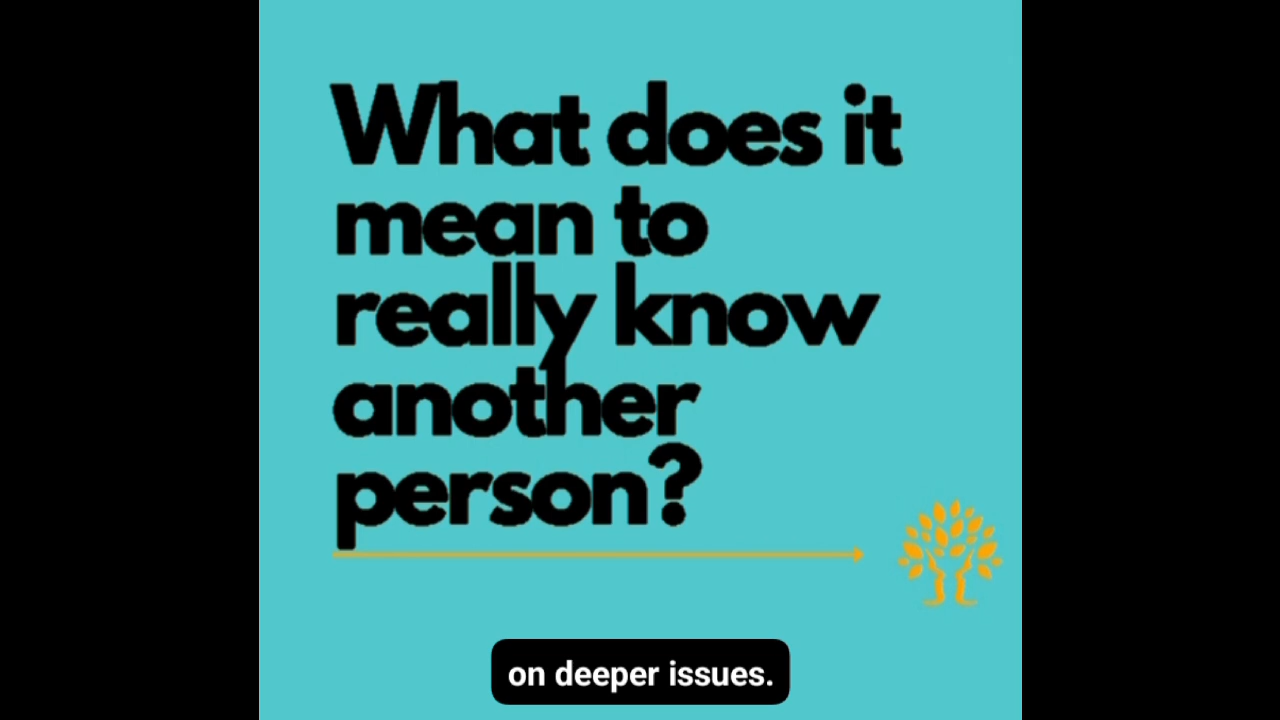 What does it
mean to
really know
another
person?
on deeper issues.